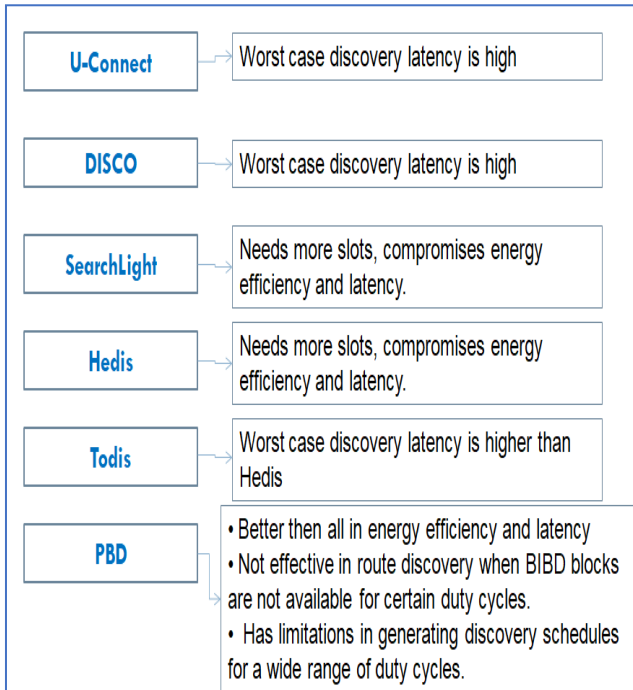 U-Connect
Worst case discovery latency is high
DISCO
Worst case discovery latency is high
SearchLight
Needs more slots, compromises energy
efficiency and latency.
Hedis
Needs more slots, compromises energy
efficiency and latency.
Todis
Worst case discovery latency is higher than
Hedis
PBD
• Better then all in energy efficiency and latency
• Not effective in route discovery when BIBD blocks
are not available for certain duty cycles.
• Has limitations in generating discovery schedules
for a wide range of duty cycles.